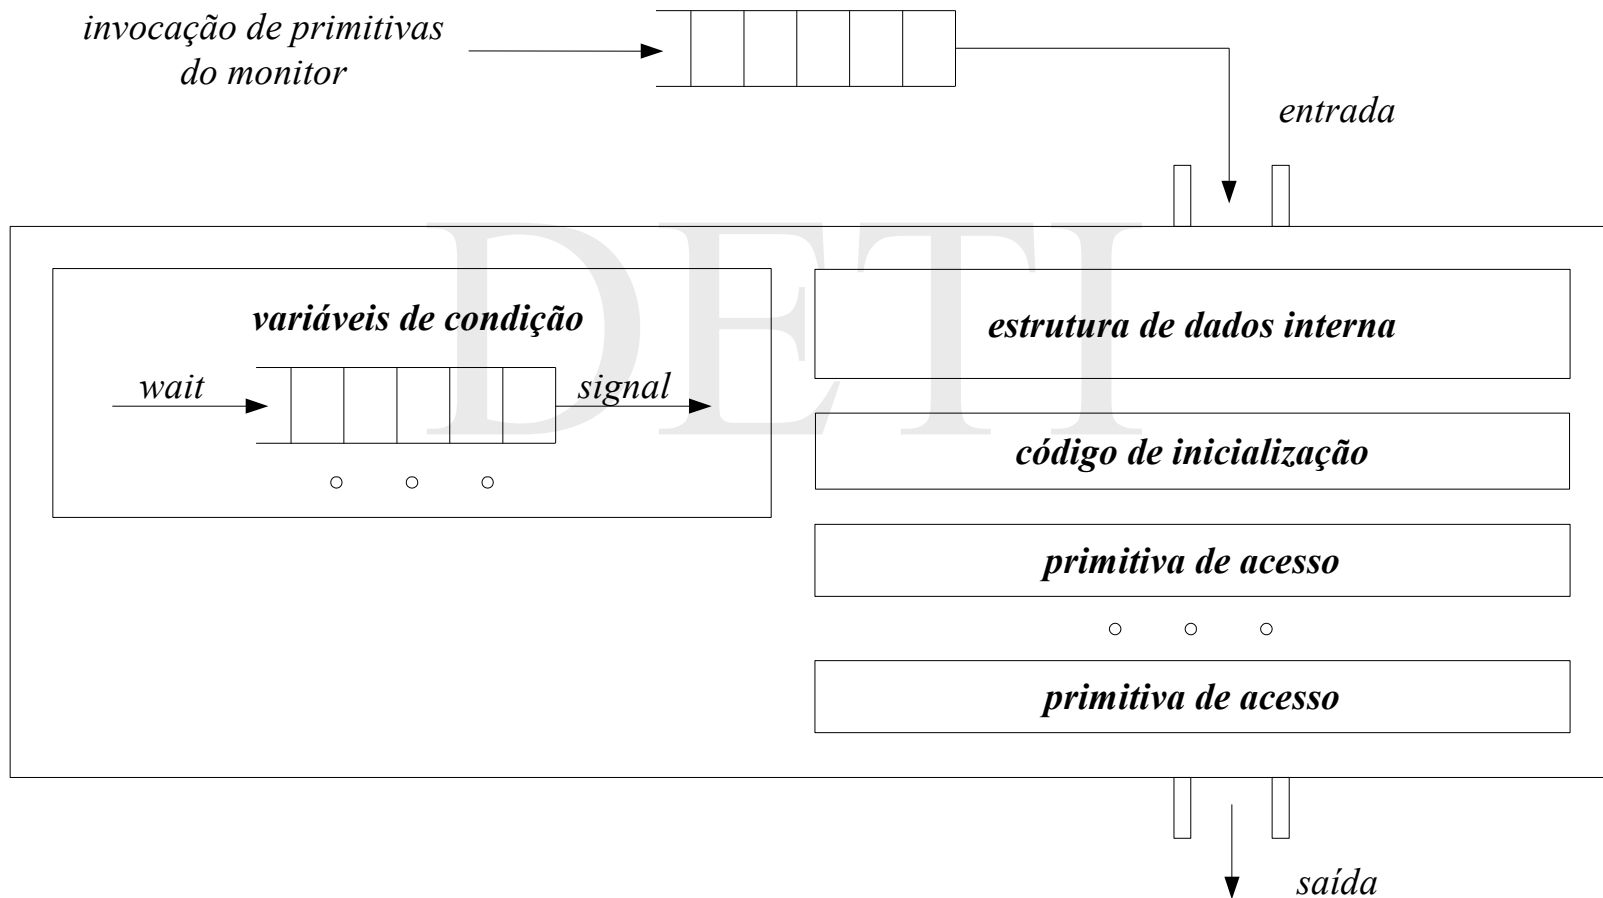 invocação de primitivas
do monitor
entrada
DETI
variáveis de condição
wait
signal
estrutura de dados interna
código de inicialização
primitiva de acesso
primitiva de acesso
saída